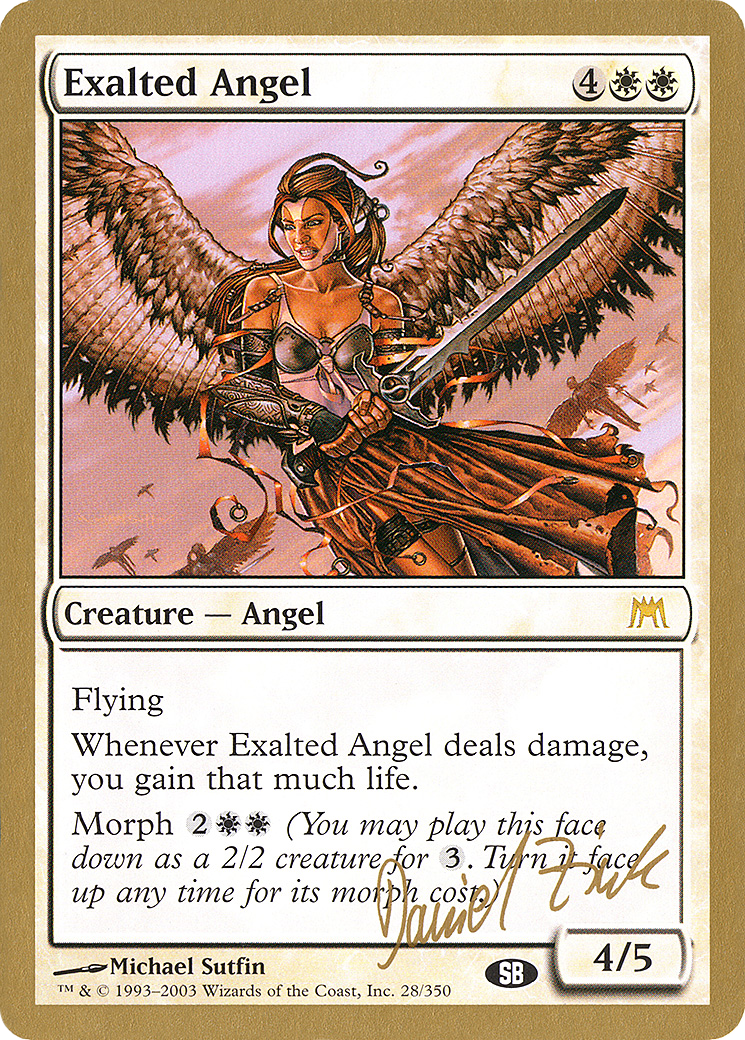 Exalted Angel 4
Creature — Angel
Flying
Whenever Exalted Angel deals damage,
you gain that much life.
Morph 2 (You may play this face
down as a 2/2 creature for 3. Turn it face
up any time for its morph cost.)
Daniel Zink
Michael Sutfin
SB
4/5
™ & © 1993–2003 Wizards of the Coast, Inc. 28/350